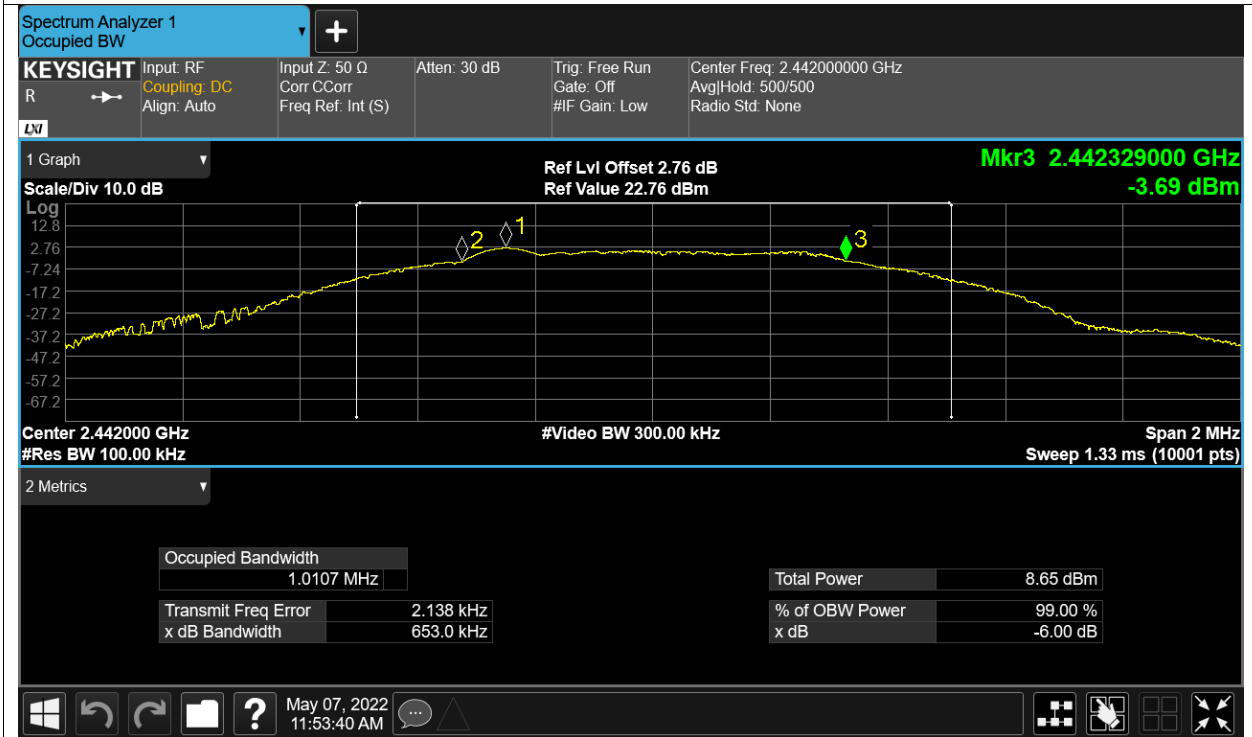 Spectrum Analyzer 1
Occupied BW
KEYSIGHT
R
LXI
Input: RF
Coupling: DC
Align: Auto
Input Z: 50 Ω
Corr CCorr
Freq Ref: Int (S)
Atten: 30 dB
Trig: Free Run
Gate: Off
#IF Gain: Low
Center Freq: 2.442000000 GHz
Avg|Hold: 500/500
Radio Std: None
1 Graph
Scale/Div 10.0 dB
Ref Lvl Offset 2.76 dB
Ref Value 22.76 dBm
Mkr3 2.442329000 GHz
-3.69 dBm
Log
12.8
2.76
-7.24
-17.2
-27.2
-37.2
-47.2
-57.2
-67.2
2
1
3
Center 2.442000 GHz
#Res BW 100.00 kHz
#Video BW 300.00 kHz
Span 2 MHz
Sweep 1.33 ms (10001 pts)
2 Metrics
Occupied Bandwidth
1.0107 MHz
Transmit Freq Error 2.138 kHz
x dB Bandwidth 653.0 kHz
Total Power 8.65 dBm
% of OBW Power 99.00 %
x dB -6.00 dB
?
May 07, 2022
11:53:40 AM